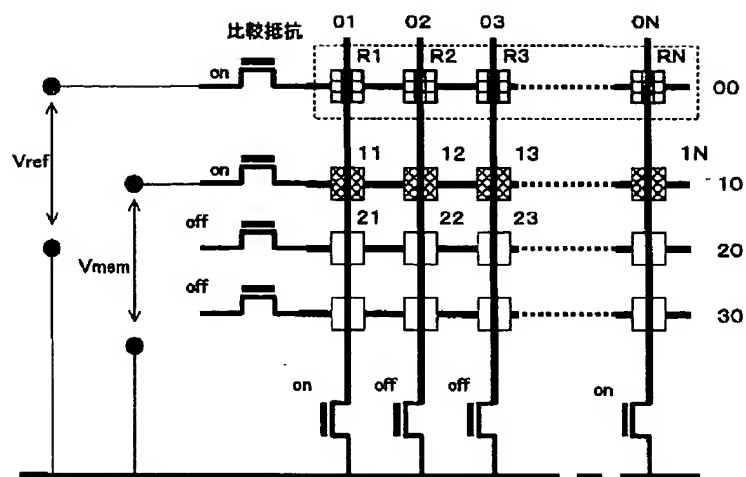 01 02 03 0N
比較抵抗
R1 R2 R3 RN
on
00
Vref
on
11 12 13 1N
10
off
21 22 23
20
Vmem
off
30
on off off on